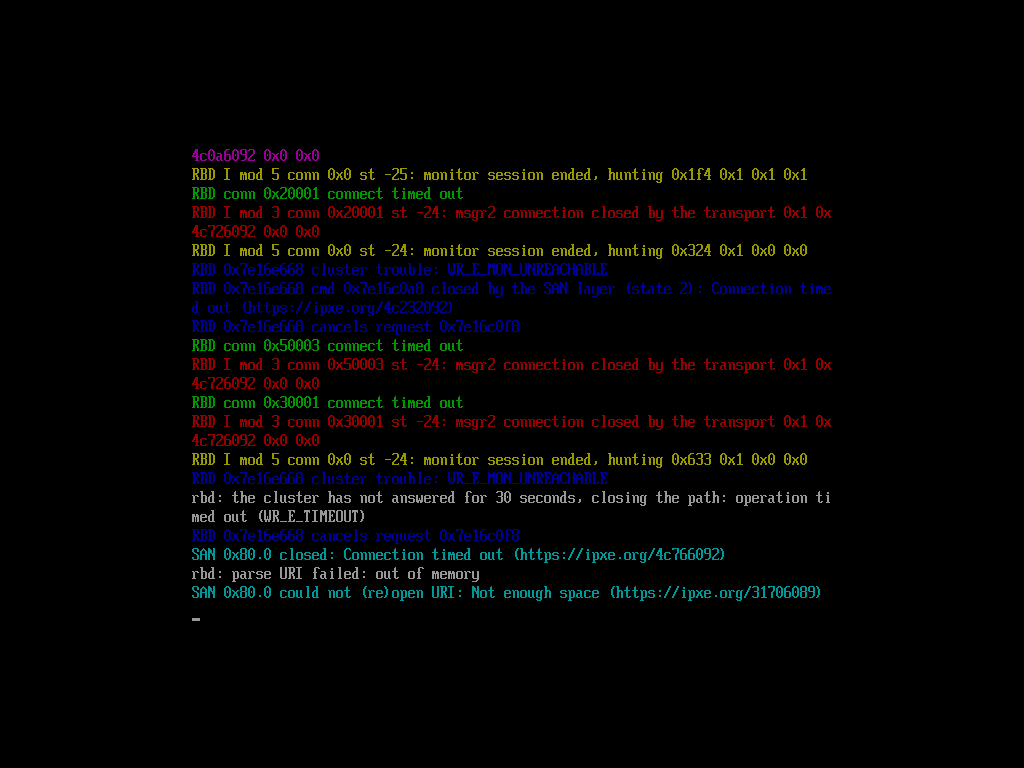 4c0a6092 0x0 0x0
RBD I mod 5 conn 0x0 st -25: monitor session ended, hunting 0x1f4 0x1 0x1 0x1
RBD conn 0x20001 connect timed out
RBD I mod 3 conn 0x20001 st -24: msgr2 connection closed by the transport 0x1 0x
4c726092 0x0 0x0
RBD I mod 5 conn 0x0 st -24: monitor session ended, hunting 0x324 0x1 0x0 0x0
RBD 0x7e16e668 cluster trouble: WR_E_MON_UNREACHABLE
RBD 0x7e16e668 cmd 0x7e16c0a0 closed by the SAN layer (state 2): Connection time
d out (https://ipxe.org/4c232092)
RBD 0x7e16e668 cancels request 0x7e16c0f8
RBD conn 0x50003 connect timed out
RBD I mod 3 conn 0x50003 st -24: msgr2 connection closed by the transport 0x1 0x
4c726092 0x0 0x0
RBD conn 0x30001 connect timed out
RBD I mod 3 conn 0x30001 st -24: msgr2 connection closed by the transport 0x1 0x
4c726092 0x0 0x0
RBD I mod 5 conn 0x0 st -24: monitor session ended, hunting 0x633 0x1 0x0 0x0
RBD 0x7e16e668 cluster trouble: WR_E_MON_UNREACHABLE
rbd: the cluster has not answered for 30 seconds, closing the path: operation ti
med out (WR_E_TIMEOUT)
RBD 0x7e16e668 cancels request 0x7e16c0f8
SAN 0x80.0 closed: Connection timed out (https://ipxe.org/4c766092)
rbd: parse URI failed: out of memory
SAN 0x80.0 could not (re)open URI: Not enough space (https://ipxe.org/31706089)